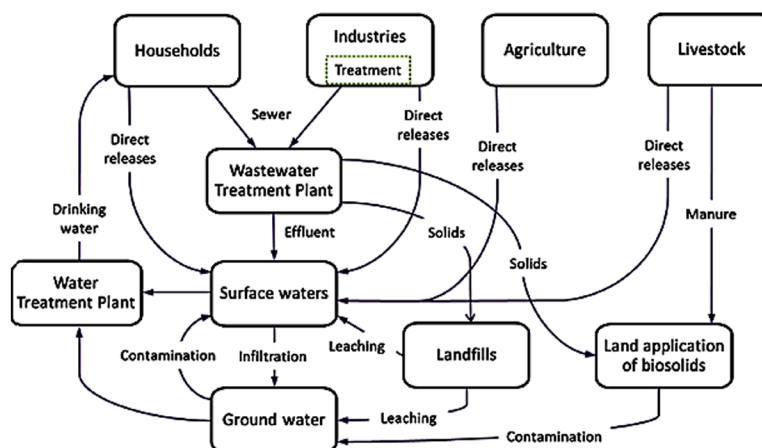 Households
Industries
Treatment
Agriculture
Livestock
Sewer
Direct
releases
Direct
releases
Direct
releases
Direct
releases
Wastewater
Treatment Plant
Drinking
water
Effluent
Solids
Solids
Manure
Water
Treatment Plant
Surface waters
Contamination
Infiltration
Leaching
Landfills
Land application
of biosolids
Ground water
Leaching
Contamination